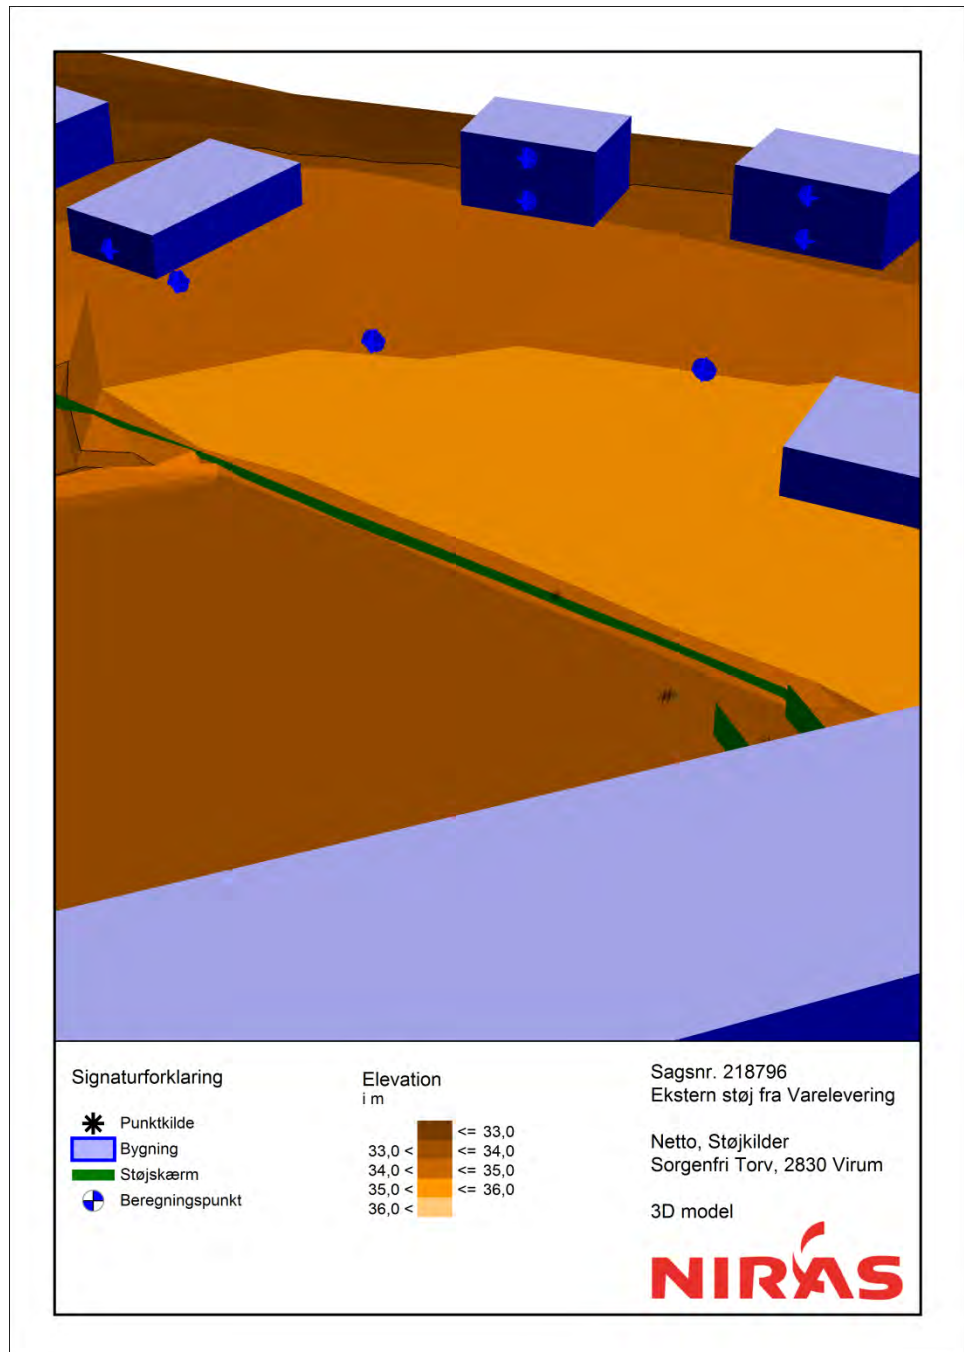 Signaturforklaring
Punktkilde
Bygning
Støjskærm
Beregningspunkt
Elevation
i m
<= 33,0
33,0 < <= 34,0
34,0 < <= 35,0
35,0 < <= 36,0
36,0 <
Sagsnr. 218796
Ekstern støj fra Varelevering
Netto, Støjkilder
Sorgenfri Torv, 2830 Virum
3D model
NIRAS